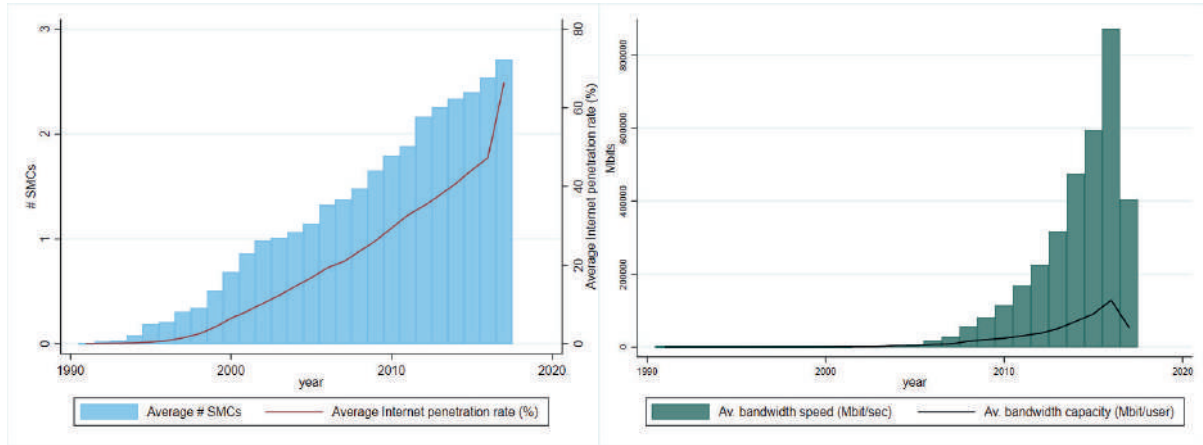 3
2
1
0
# SMCs
80
60
40
20
0
Average Internet penetration rate (%)
1990
2000
2010
2020
year
Average # SMCs
Average Internet penetration rate (%)
800000
600000
400000
200000
0
Mbits
1990
2000
2010
2020
year
Av. bandwidth speed (Mbit/sec)
Av. bandwidth capacity (Mbit/user)